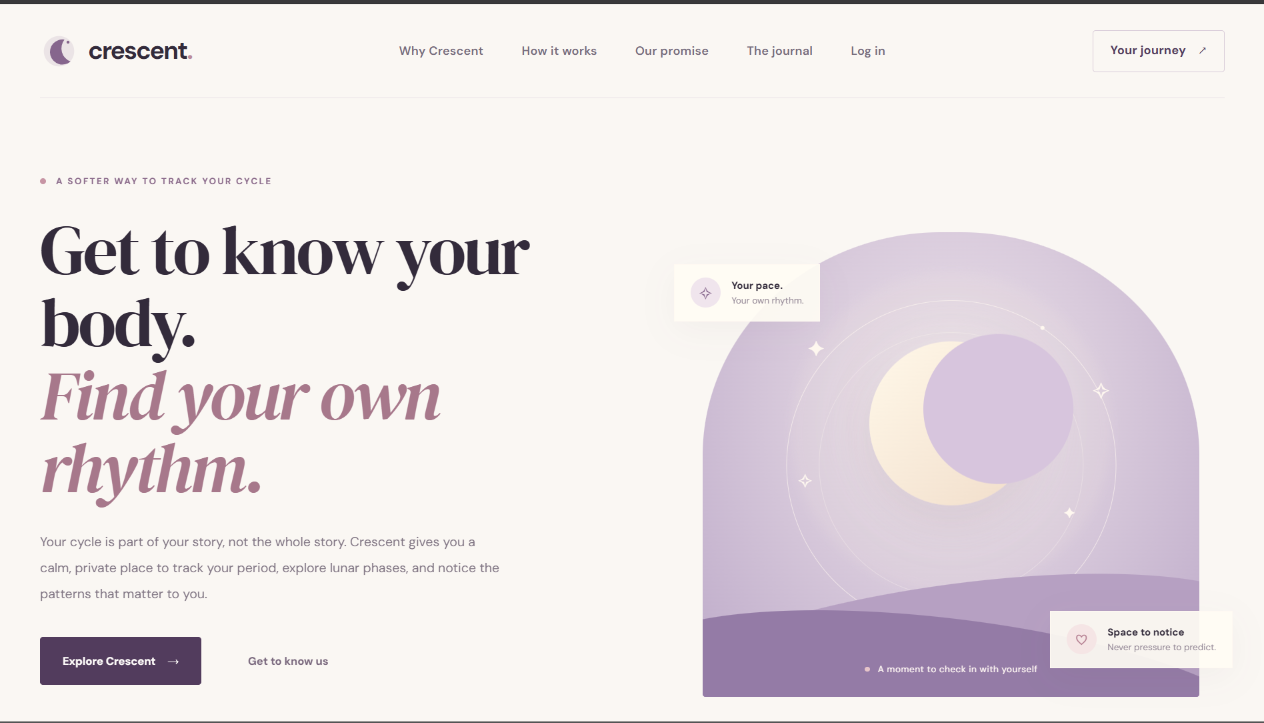 crescent.
Why Crescent
How it works
Our promise
The journal
Log in
Your journey ↗
A SOFTER WAY TO TRACK YOUR CYCLE
Get to know your
body.
Find your own
rhythm.
Your cycle is part of your story, not the whole story. Crescent gives you a
calm, private place to track your period, explore lunar phases, and notice the
patterns that matter to you.
Explore Crescent →
Get to know us
Your pace.
Your own rhythm.
Space to notice
Never pressure to predict.
A moment to check in with yourself